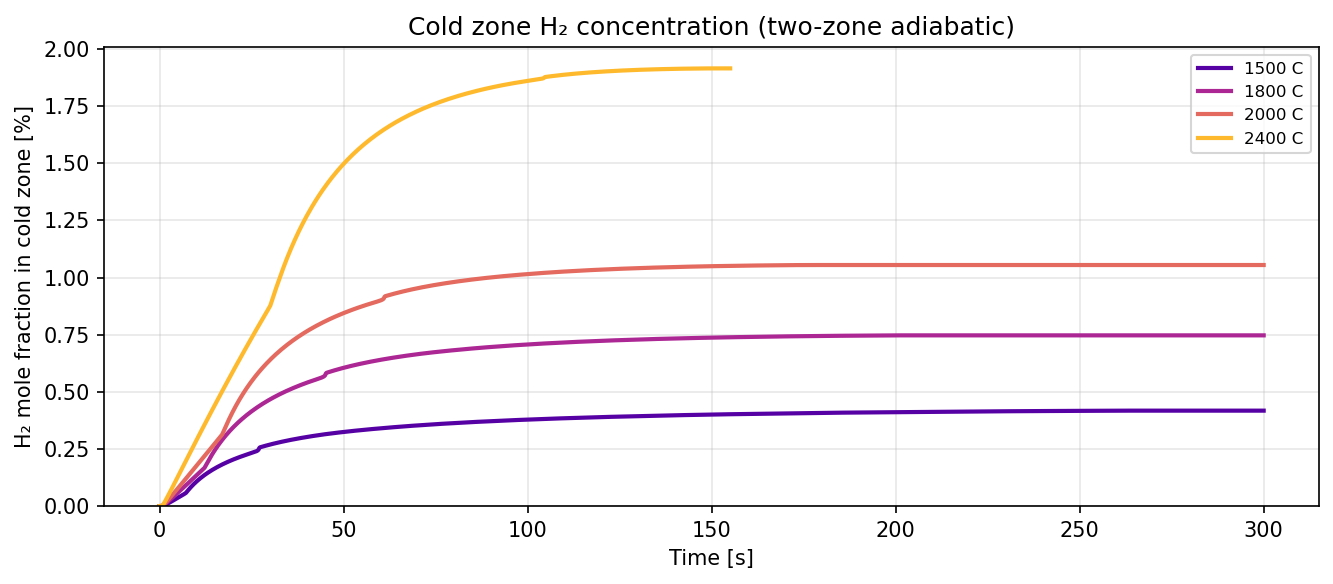 Cold zone H₂ concentration (two-zone adiabatic)
H₂ mole fraction in cold zone [%]
2.00
1.75
1.50
1.25
1.00
0.75
0.50
0.25
0.00
1500 C
1800 C
2000 C
2400 C
0 50 100 150 200 250 300
Time [s]